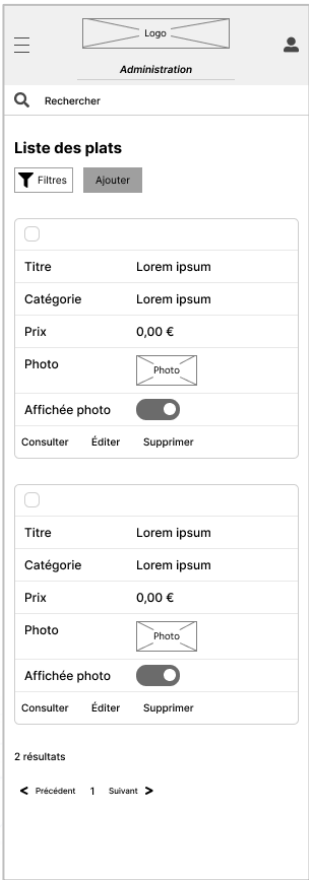 Logo
Administration
Rechercher
Liste des plats
Filtres Ajouter
Titre Lorem ipsum
Catégorie Lorem ipsum
Prix 0,00 €
Photo Photo
Affichée photo
Consulter Éditer Supprimer
Titre Lorem ipsum
Catégorie Lorem ipsum
Prix 0,00 €
Photo Photo
Affichée photo
Consulter Éditer Supprimer
2 résultats
< Précédent 1 Suivant >